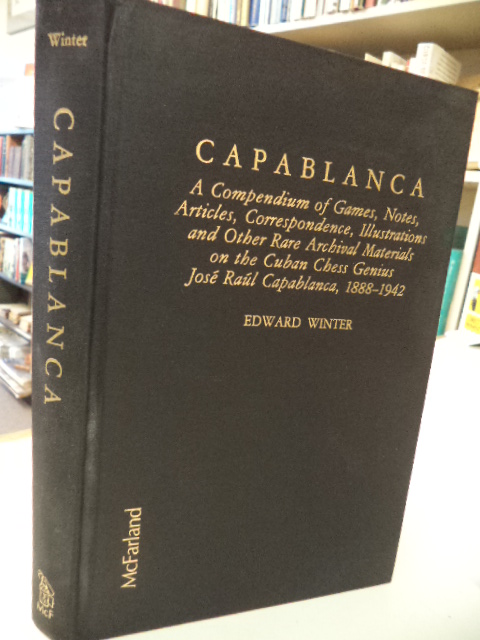 Winter
CAPABLANCA
CAPABLANCA
A Compendium of Games, Notes,
Articles, Correspondence, Illustrations
and Other Rare Archival Materials
on the Cuban Chess Genius
José Raúl Capablanca, 1888–1942
EDWARD WINTER
McFarland
McF